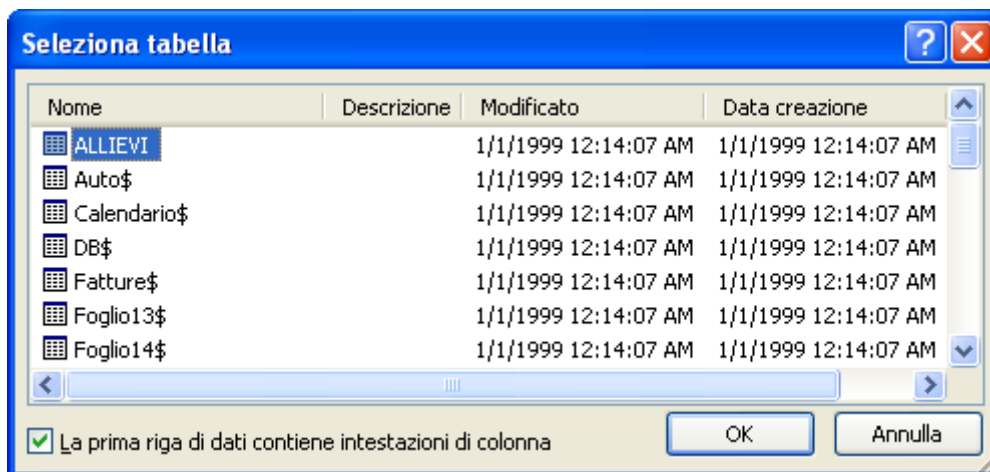 Seleziona tabella
Nome Descrizione Modificato Data creazione
ALLIEVI 1/1/1999 12:14:07 AM 1/1/1999 12:14:07 AM
Auto$ 1/1/1999 12:14:07 AM 1/1/1999 12:14:07 AM
Calendario$ 1/1/1999 12:14:07 AM 1/1/1999 12:14:07 AM
DB$ 1/1/1999 12:14:07 AM 1/1/1999 12:14:07 AM
Fatture$ 1/1/1999 12:14:07 AM 1/1/1999 12:14:07 AM
Foglio13$ 1/1/1999 12:14:07 AM 1/1/1999 12:14:07 AM
Foglio14$ 1/1/1999 12:14:07 AM 1/1/1999 12:14:07 AM
La prima riga di dati contiene intestazioni di colonna OK Annulla